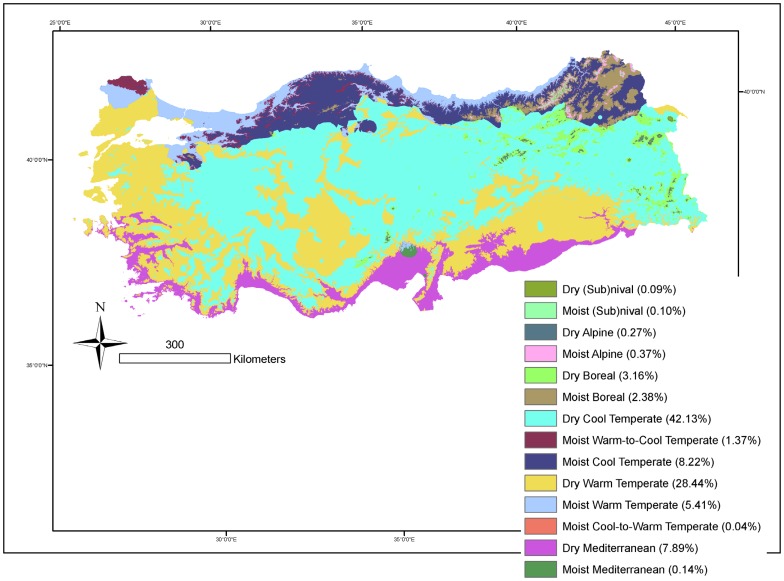 25°0'0"E
30°0'0"E
35°0'0"E
40°0'0"E
45°0'0"E
40°0'0"N
40°0'0"N
N
300
Kilometers
35°0'0"N
35°0'0"N
30°0'0"E
35°0'0"E
Dry (Sub)nival (0.09%)
Moist (Sub)nival (0.10%)
Dry Alpine (0.27%)
Moist Alpine (0.37%)
Dry Boreal (3.16%)
Moist Boreal (2.38%)
Dry Cool Temperate (42.13%)
Moist Warm-to-Cool Temperate (1.37%)
Moist Cool Temperate (8.22%)
Dry Warm Temperate (28.44%)
Moist Warm Temperate (5.41%)
Moist Cool-to-Warm Temperate (0.04%)
Dry Mediterranean (7.89%)
Moist Mediterranean (0.14%)